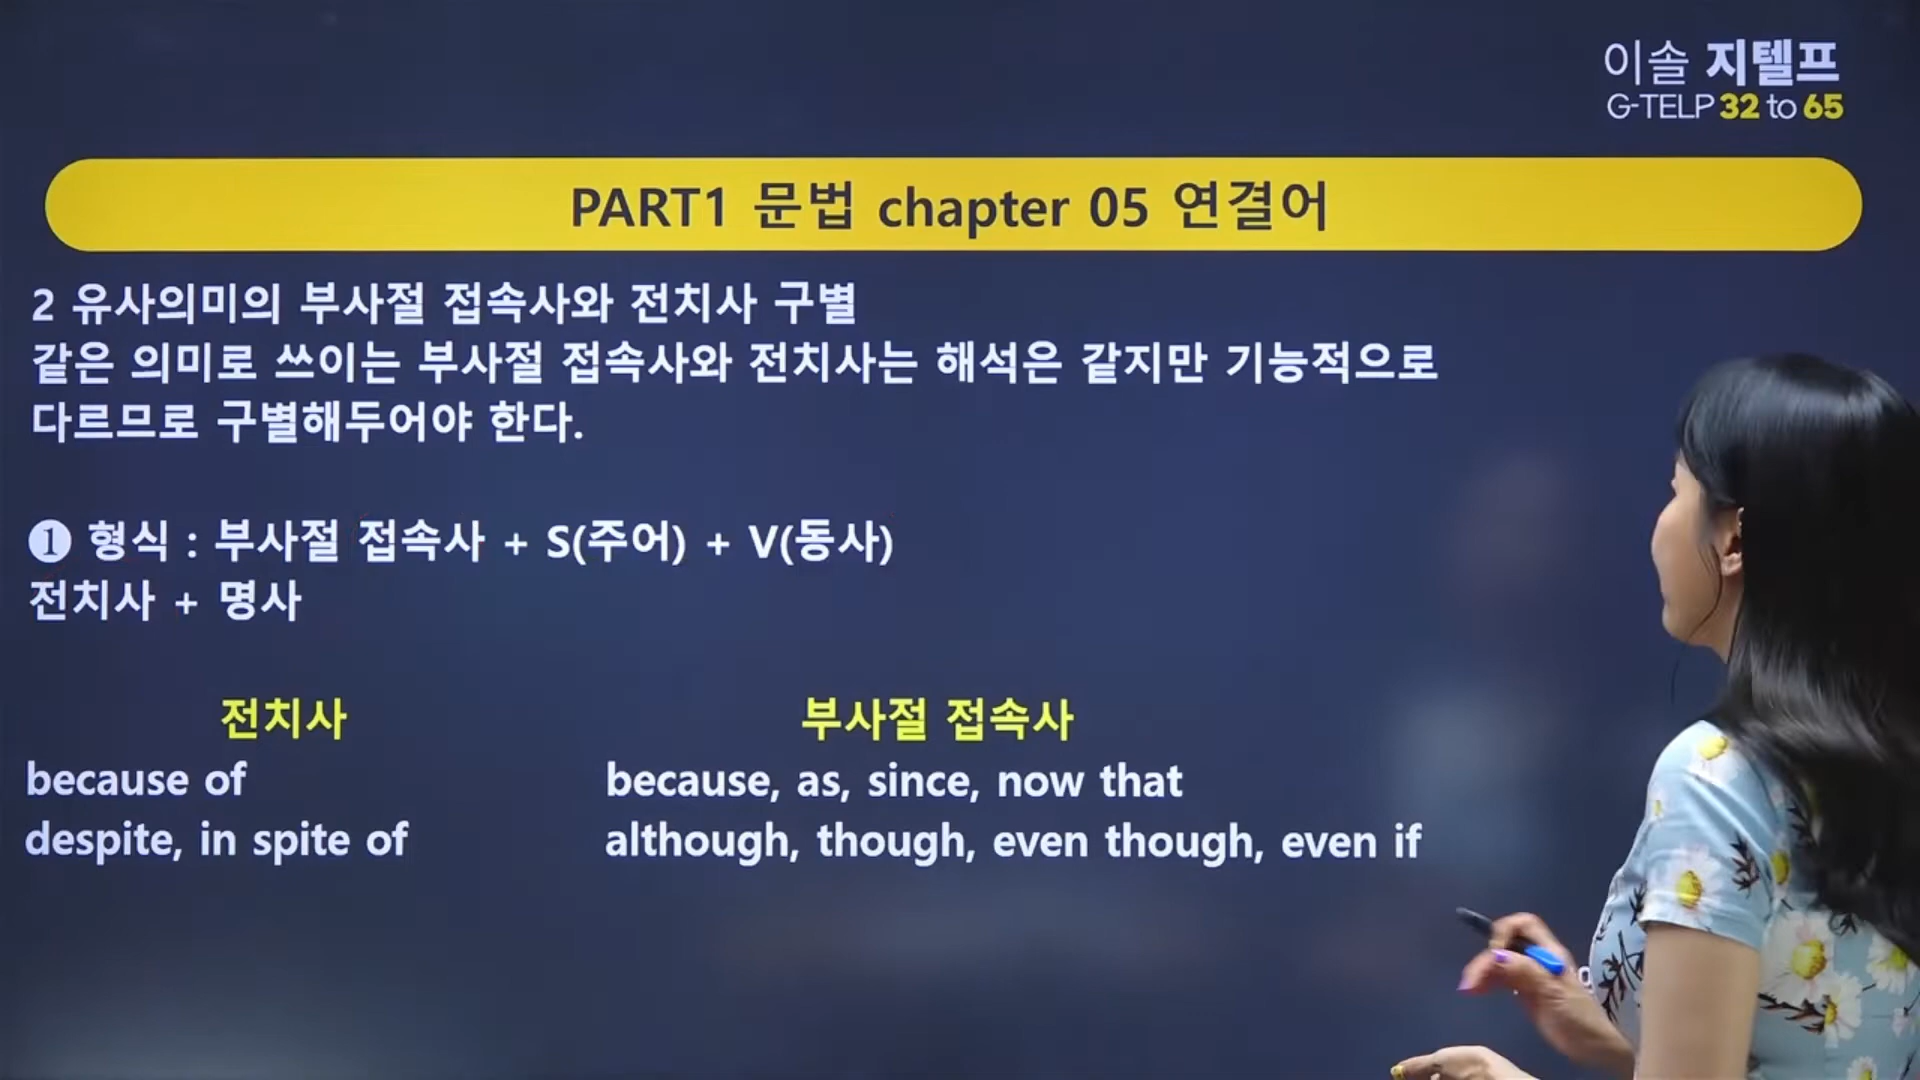 이솔 지텔프
G-TELP 32 to 65
PART1 문법 chapter 05 연결어
2 유사의미의 부사절 접속사와 전치사 구별
같은 의미로 쓰이는 부사절 접속사와 전치사는 해석은 같지만 기능적으로
다르므로 구별해두어야 한다.
❶ 형식 : 부사절 접속사 + S(주어) + V(동사)
전치사 + 명사
전치사 부사절 접속사
because of because, as, since, now that
despite, in spite of although, though, even though, even if